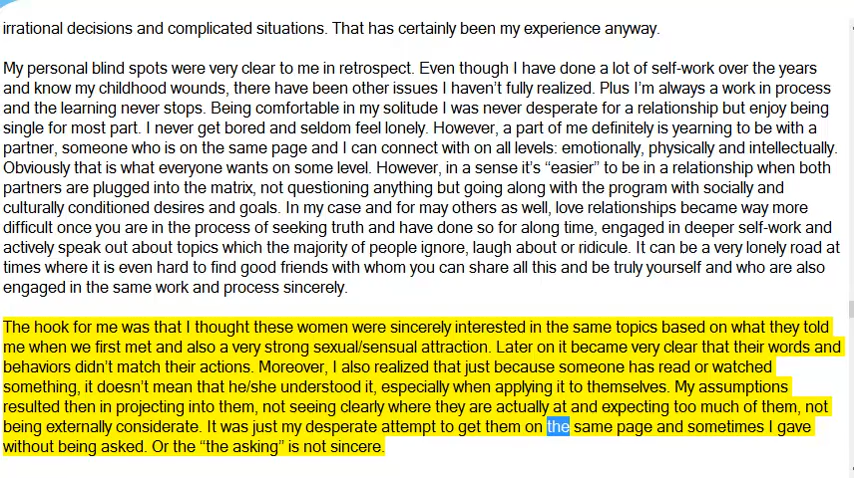 irrational decisions and complicated situations. That has certainly been my experience anyway.
My personal blind spots were very clear to me in retrospect. Even though I have done a lot of self-work over the years
and know my childhood wounds, there have been other issues I haven't fully realized. Plus I'm always a work in process
and the learning never stops. Being comfortable in my solitude I was never desperate for a relationship but enjoy being
single for most part. I never get bored and seldom feel lonely. However, a part of me definitely is yearning to be with a
partner, someone who is on the same page and I can connect with on all levels: emotionally, physically and intellectually.
Obviously that is what everyone wants on some level. However, in a sense it's “easier” to be in a relationship when both
partners are plugged into the matrix, not questioning anything but going along with the program with socially and
culturally conditioned desires and goals. In my case and for may others as well, love relationships became way more
difficult once you are in the process of seeking truth and have done so for along time, engaged in deeper self-work and
actively speak out about topics which the majority of people ignore, laugh about or ridicule. It can be a very lonely road at
times where it is even hard to find good friends with whom you can share all this and be truly yourself and who are also
engaged in the same work and process sincerely.
The hook for me was that I thought these women were sincerely interested in the same topics based on what they told
me when we first met and also a very strong sexual/sensual attraction. Later on it became very clear that their words and
behaviors didn't match their actions. Moreover, I also realized that just because someone has read or watched
something, it doesn't mean that he/she understood it, especially when applying it to themselves. My assumptions
resulted then in projecting into them, not seeing clearly where they are actually at and expecting too much of them, not
being externally considerate. It was just my desperate attempt to get them on the same page and sometimes I gave
without being asked. Or the “the asking” is not sincere.